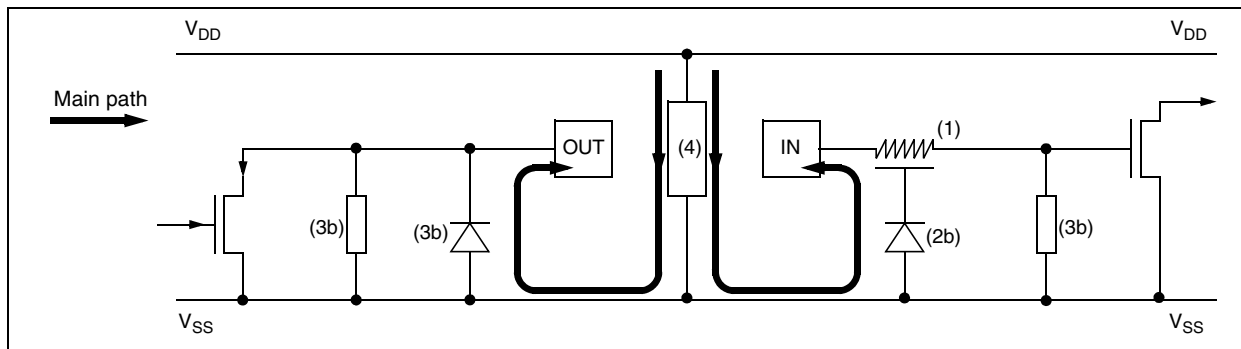 V_DD V_DD
Main path
(1)
OUT (4) IN
(3b) (3b) (2b) (3b)
V_SS V_SS